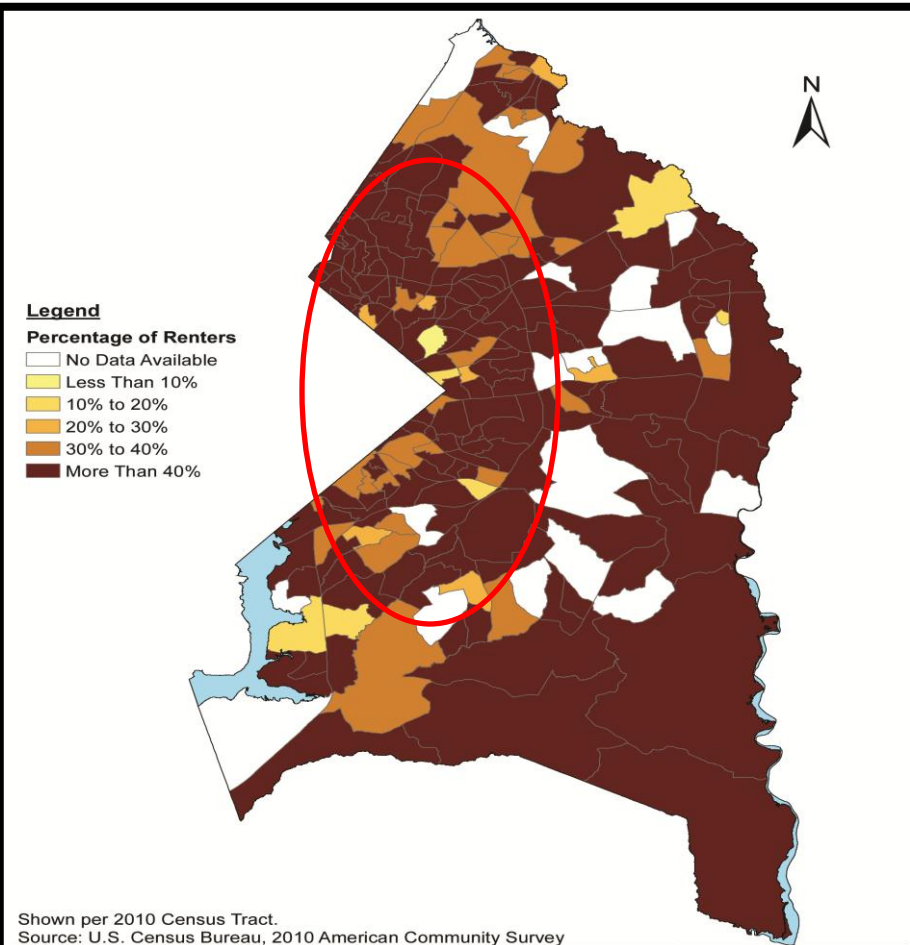 N
Legend
Percentage of Renters
No Data Available
Less Than 10%
10% to 20%
20% to 30%
30% to 40%
More Than 40%
Shown per 2010 Census Tract.
Source: U.S. Census Bureau, 2010 American Community Survey